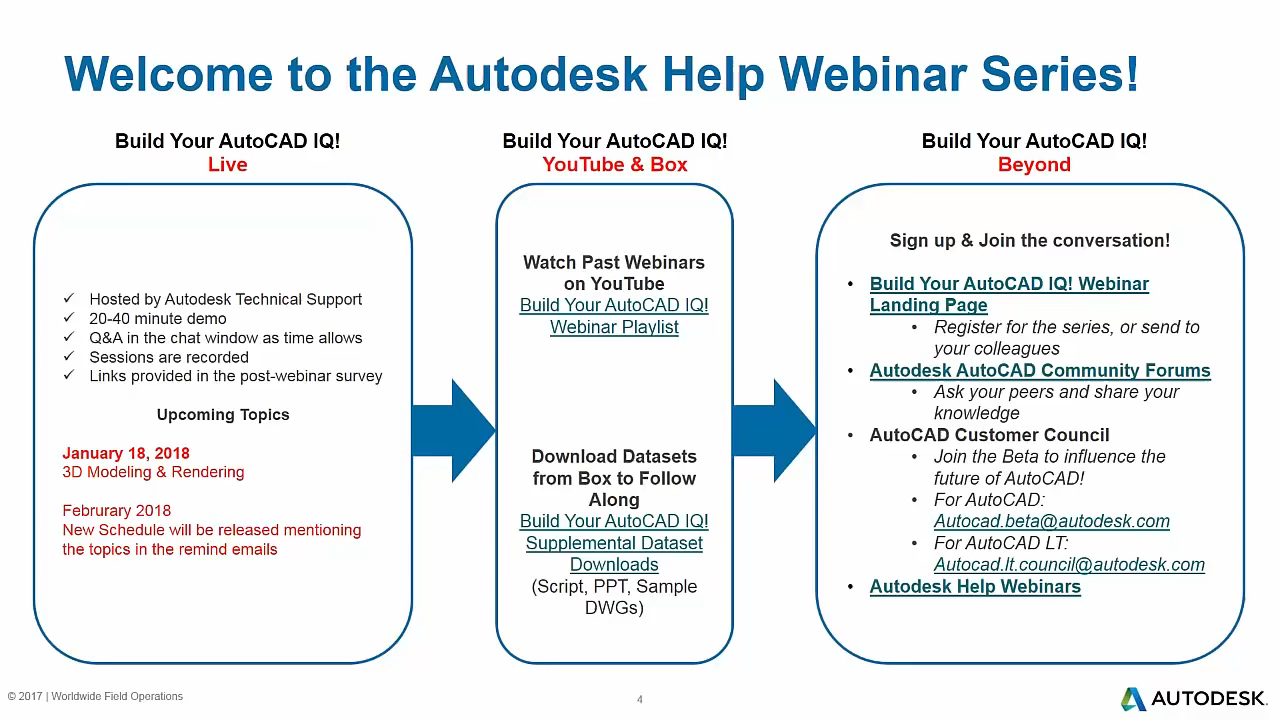 Welcome to the Autodesk Help Webinar Series!
Build Your AutoCAD IQ!
Live
✓ Hosted by Autodesk Technical Support
✓ 20-40 minute demo
✓ Q&A in the chat window as time allows
✓ Sessions are recorded
✓ Links provided in the post-webinar survey
Upcoming Topics
January 18, 2018
3D Modeling & Rendering
Februrary 2018
New Schedule will be released mentioning
the topics in the remind emails
Build Your AutoCAD IQ!
YouTube & Box
Watch Past Webinars
on YouTube
Build Your AutoCAD IQ!
Webinar Playlist
Download Datasets
from Box to Follow
Along
Build Your AutoCAD IQ!
Supplemental Dataset
Downloads
(Script, PPT, Sample
DWGs)
Build Your AutoCAD IQ!
Beyond
Sign up & Join the conversation!
• Build Your AutoCAD IQ! Webinar
Landing Page
• Register for the series, or send to
your colleagues
• Autodesk AutoCAD Community Forums
• Ask your peers and share your
knowledge
• AutoCAD Customer Council
• Join the Beta to influence the
future of AutoCAD!
• For AutoCAD:
Autocad.beta@autodesk.com
• For AutoCAD LT:
Autocad.lt.council@autodesk.com
• Autodesk Help Webinars
© 2017 | Worldwide Field Operations
4
AUTODESK.